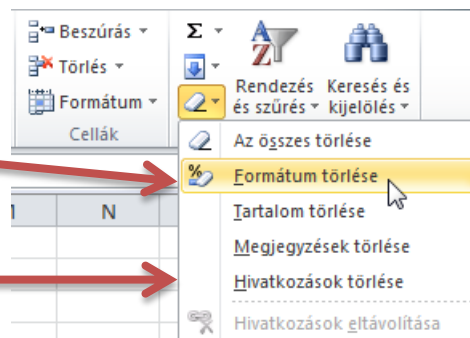 Beszúrás
Törlés
Formátum
Cellák
Σ
AZ
Rendezés és szűrés
Keresés és kijelölés
Az összes törlése
%
Formátum törlése
Tartalom törlése
Megjegyzések törlése
Hivatkozások törlése
Hivatkozások eltávolítása
N